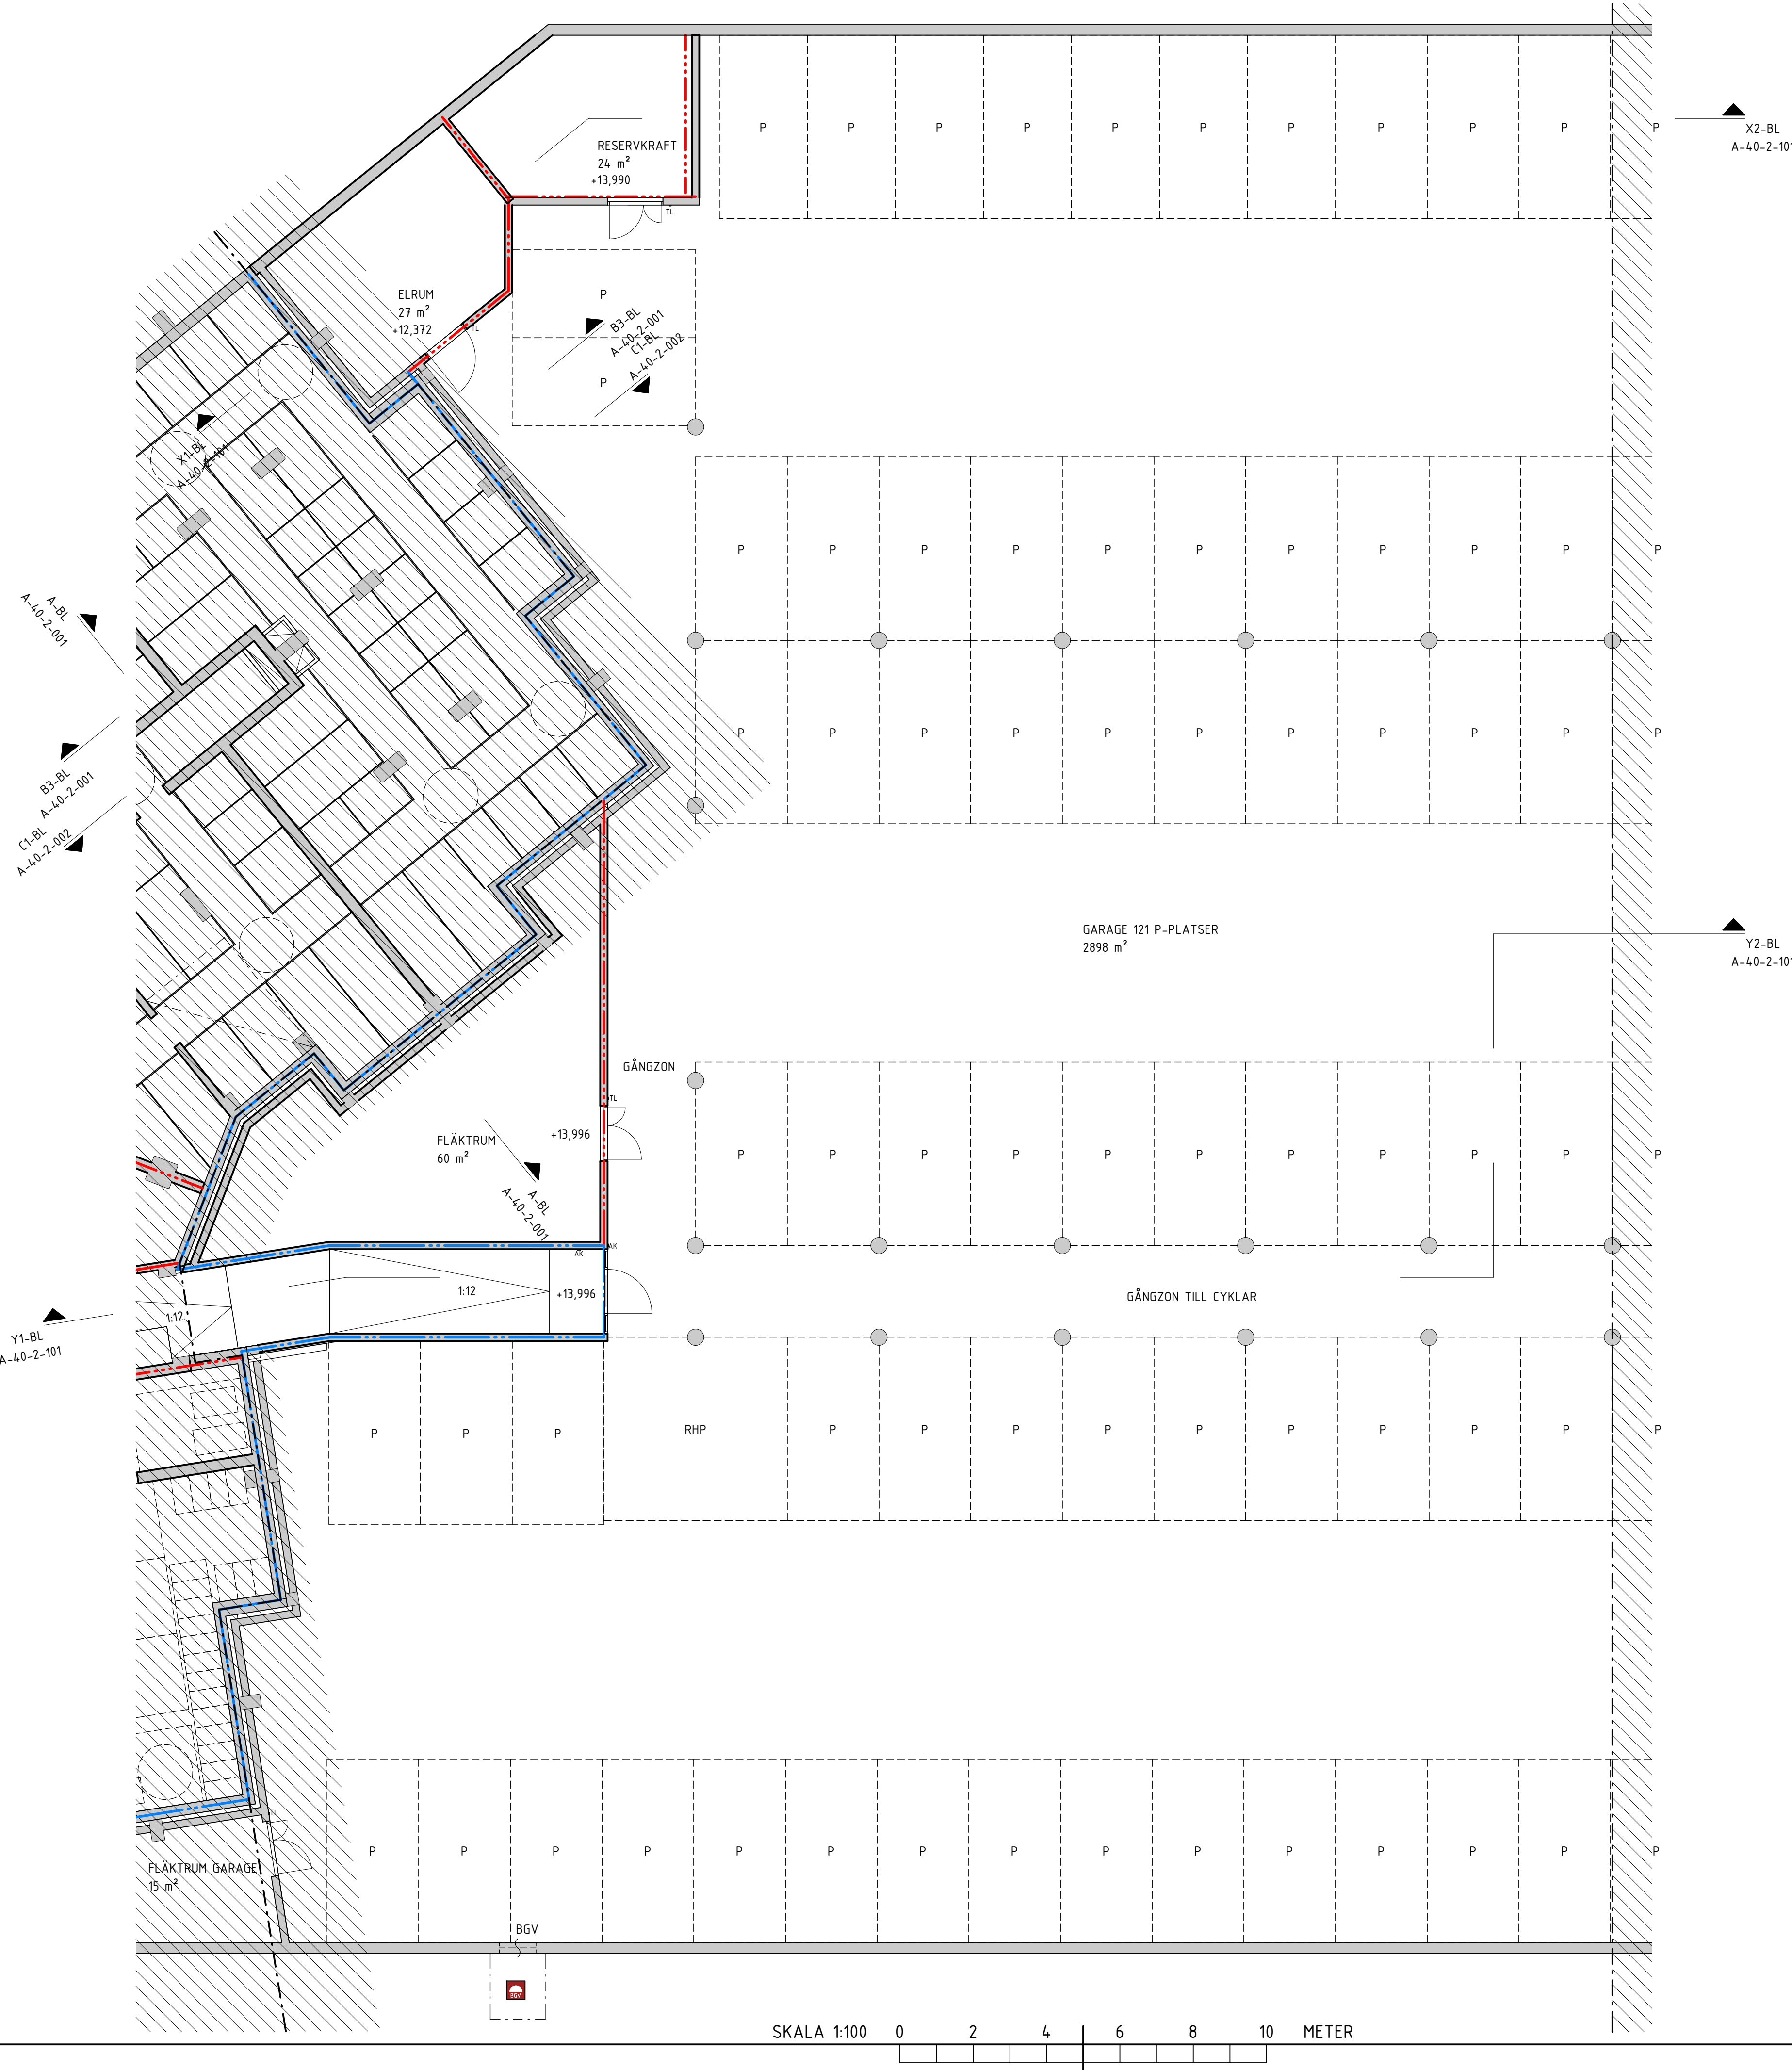 P P P P P P P P P P P
X2-BL
A-40-2-101
RESERVKRAFT
24 m²
+13,990
TL
ELRUM
27 m²
+12,372
TL
P
B3-BL
A-40-2-001
C1-BL
A-40-2-002
P
X1-BL
A-40-2-101
P P P P P P P P P P P
A-BL
A-40-2-001
P P P P P P P P P P P
B3-BL
A-40-2-001
C1-BL
A-40-2-002
GARAGE 121 P-PLATSER
2898 m²
Y2-BL
A-40-2-101
GÅNGZON
TL
FLÄKTRUM
60 m²
+13,996
P P P P P P P P P P P
A-BL
A-40-2-001
AK
AK
1:12
+13,996
GÅNGZON TILL CYKLAR
1:12
Y1-BL
A-40-2-101
P P P RHP P P P P P P P P P P
TL
P P P P P P P P P P P P P P P
FLÄKTRUM GARAGE
15 m²
BGV
BGV
SKALA 1:100 0 2 4 6 8 10 METER